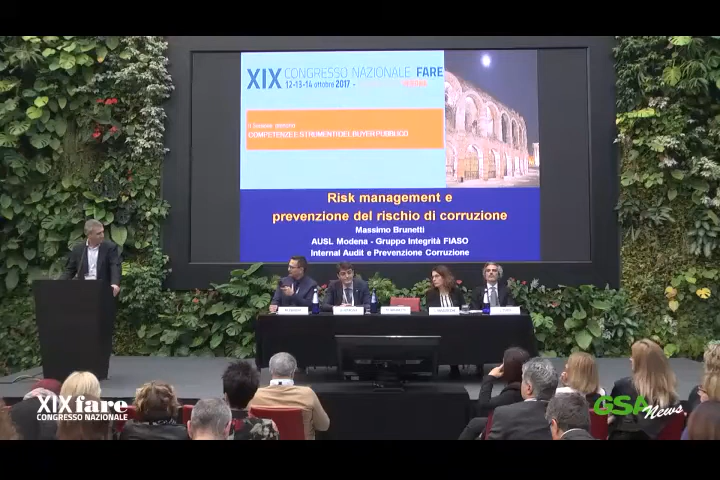 XIX CONGRESSO NAZIONALE FARE
12-13-14 ottobre 2017 -
COMPETENZE E STRUMENTI DEL BUYER PUBBLICO
Risk management e
prevenzione del rischio di corruzione
Massimo Brunetti
AUSL Modena - Gruppo Integrità FIASO
Internal Audit e Prevenzione Corruzione
XIX fare
CONGRESSO NAZIONALE
GSA News